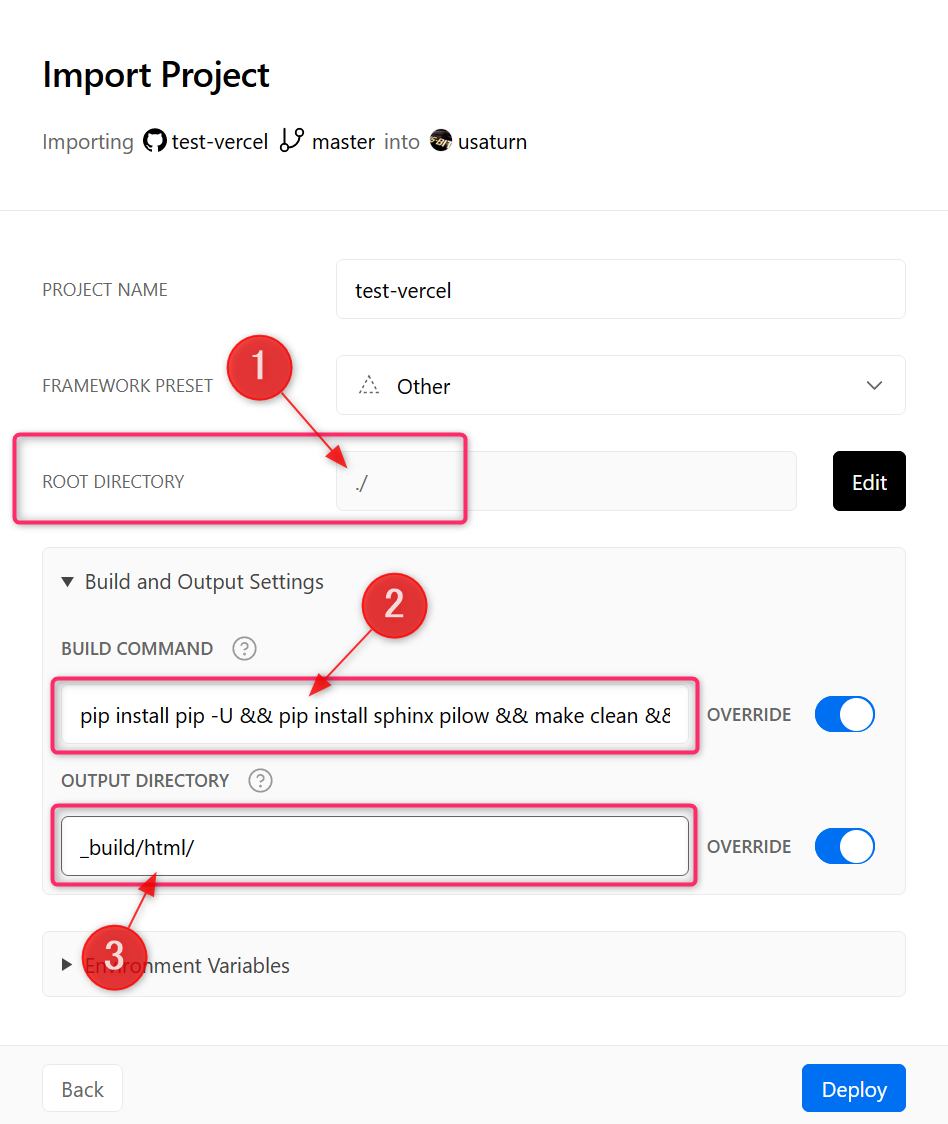 Import Project
Importing test-vercel master into usaturn
PROJECT NAME test-vercel
1
FRAMEWORK PRESET Other
ROOT DIRECTORY ./ Edit
Build and Output Settings
2
BUILD COMMAND ?
pip install pip -U && pip install sphinx pilow && make clean && OVERRIDE
OUTPUT DIRECTORY ?
_build/html/ OVERRIDE
3
Environment Variables
Back Deploy